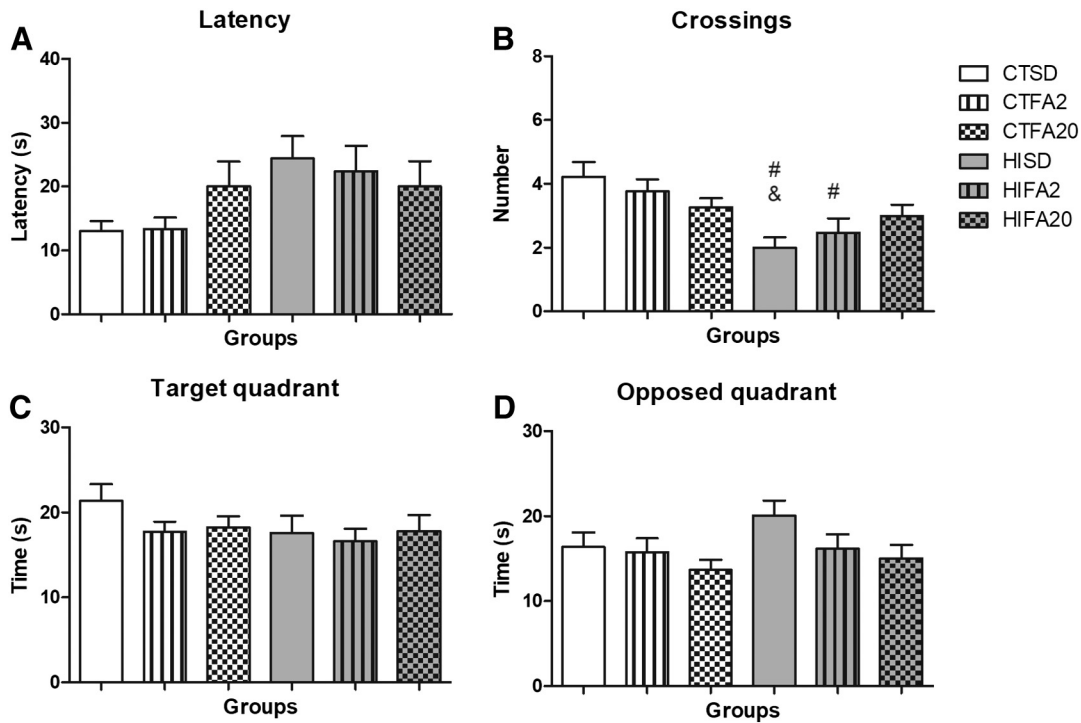 A
Latency
Latency (s)
40
30
20
10
0
Groups
B
Crossings
Number
8
6
4
2
0
#
&
#
Groups
CTSD
CTFA2
CTFA20
HISD
HIFA2
HIFA20
C
Target quadrant
Time (s)
30
20
10
0
Groups
D
Opposed quadrant
Time (s)
30
20
10
0
Groups